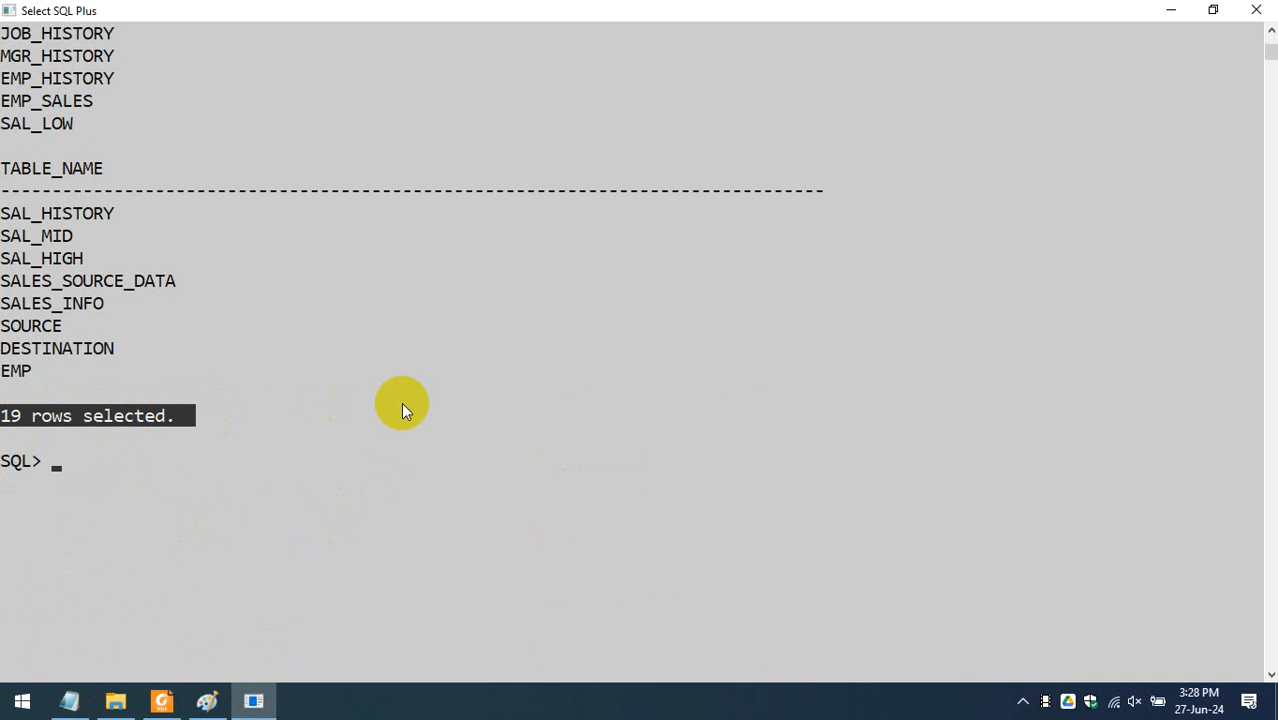 Select SQL Plus
JOB_HISTORY
MGR_HISTORY
EMP_HISTORY
EMP_SALES
SAL_LOW
TABLE_NAME
--------------------------------------------------------------------------------
SAL_HISTORY
SAL_MID
SAL_HIGH
SALES_SOURCE_DATA
SALES_INFO
SOURCE
DESTINATION
EMP
19 rows selected.
SQL> _
PDF
3:28 PM
27-Jun-24